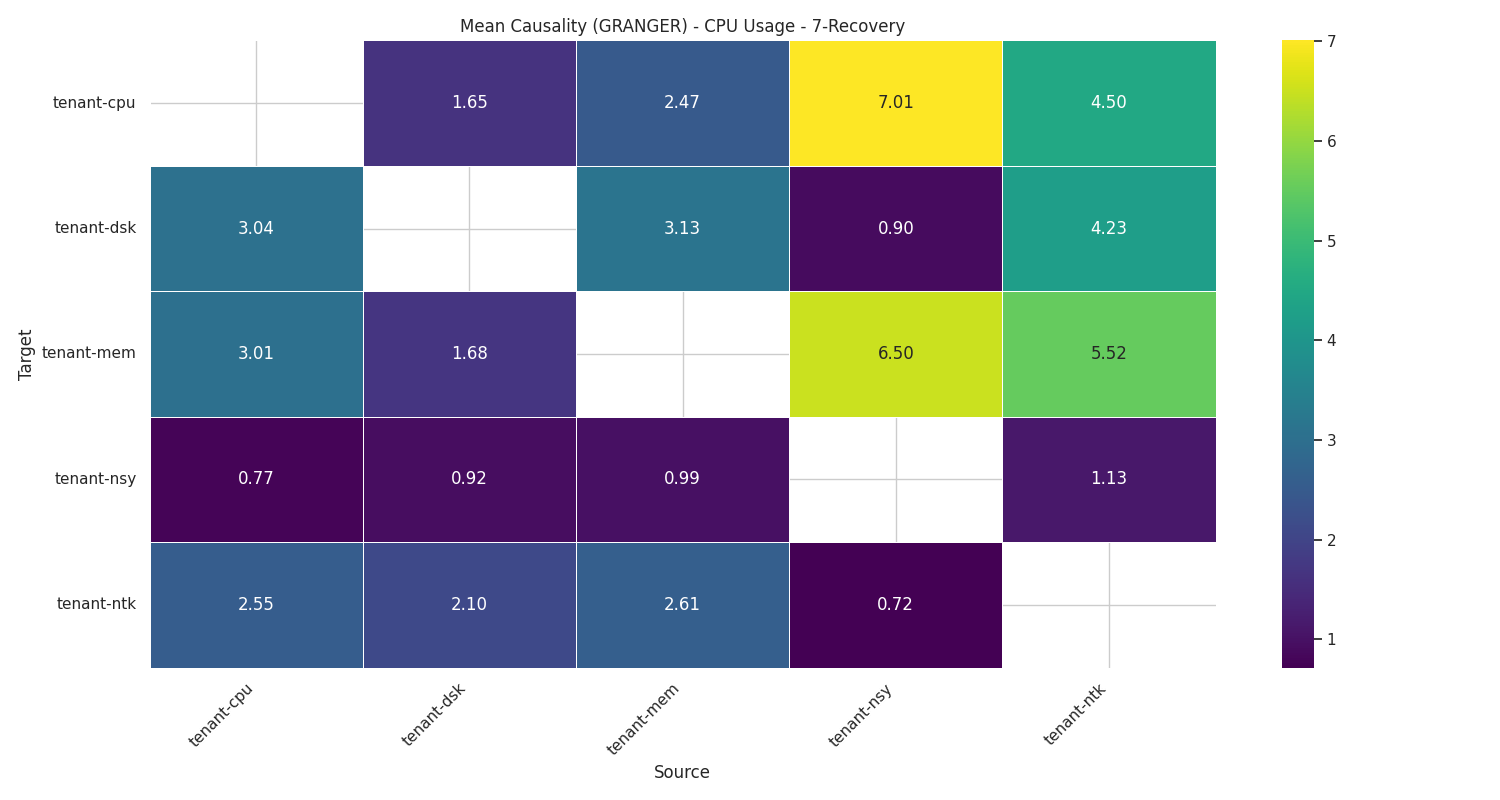 Mean Causality (GRANGER) - CPU Usage - 7-Recovery
tenant-cpu 1.65 2.47 7.01 4.50
tenant-dsk 3.04 3.13 0.90 4.23
tenant-mem 3.01 1.68 6.50 5.52
tenant-nsy 0.77 0.92 0.99 1.13
tenant-ntk 2.55 2.10 2.61 0.72
Target
tenant-cpu tenant-dsk tenant-mem tenant-nsy tenant-ntk
Source
7
6
5
4
3
2
1